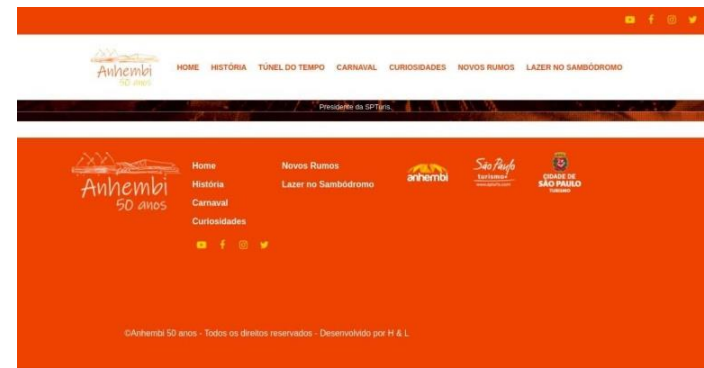 Anhembi
50 anos
HOME HISTÓRIA TÚNEL DO TEMPO CARNAVAL CURIOSIDADES NOVOS RUMOS LAZER NO SAMBÓDROMO
Presidente da SPTuris.
Anhembi
50 anos
Home
História
Carnaval
Curiosidades
Novos Rumos
Lazer no Sambódromo
anhembi
São Paulo
turismo
CIDADE DE
SÃO PAULO
TURISMO
©Anhembi 50 anos - Todos os direitos reservados - Desenvolvido por H & L